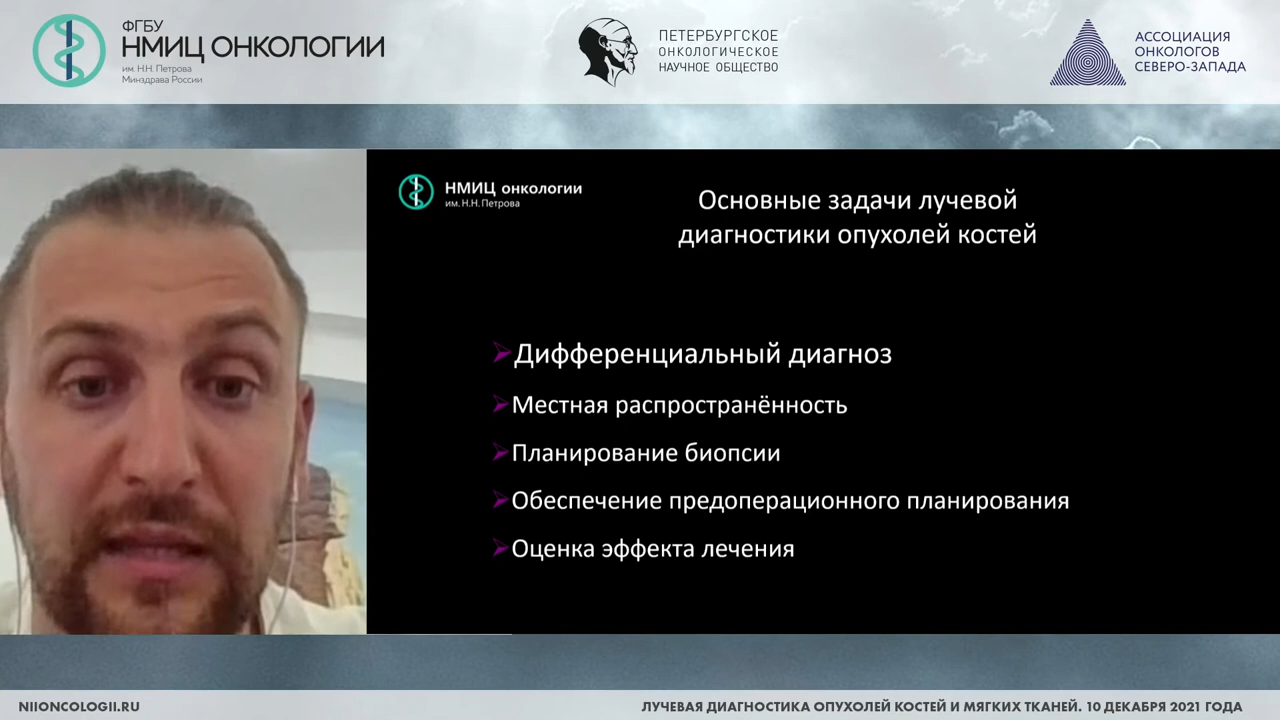 ФГБУ
НМИЦ ОНКОЛОГИИ
им. Н.Н. Петрова
Минздрава России
ПЕТЕРБУРГСКОЕ
ОНКОЛОГИЧЕСКОЕ
НАУЧНОЕ ОБЩЕСТВО
АССОЦИАЦИЯ
ОНКОЛОГОВ
СЕВЕРО-ЗАПАДА
НМИЦ онкологии
им. Н.Н. Петрова
Основные задачи лучевой
диагностики опухолей костей
Дифференциальный диагноз
Местная распространённость
Планирование биопсии
Обеспечение предоперационного планирования
Оценка эффекта лечения
NIIONCOLOGII.RU
ЛУЧЕВАЯ ДИАГНОСТИКА ОПУХОЛЕЙ КОСТЕЙ И МЯГКИХ ТКАНЕЙ. 10 ДЕКАБРЯ 2021 ГОДА